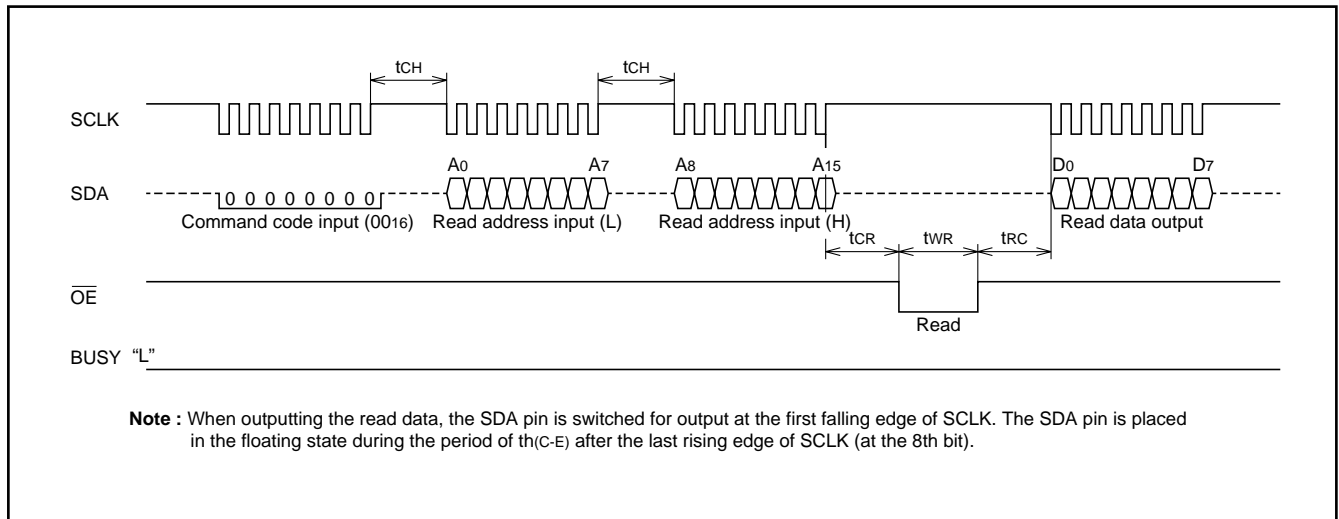 tCH tCH
SCLK
A0 A7 A8 A15 D0 D7
SDA 0 0 0 0 0 0 0 0
Command code input (0016) Read address input (L) Read address input (H) Read data output
tCR tWR tRC
OE
Read
BUSY “L”
Note : When outputting the read data, the SDA pin is switched for output at the first falling edge of SCLK. The SDA pin is placed
in the floating state during the period of th(C-E) after the last rising edge of SCLK (at the 8th bit).